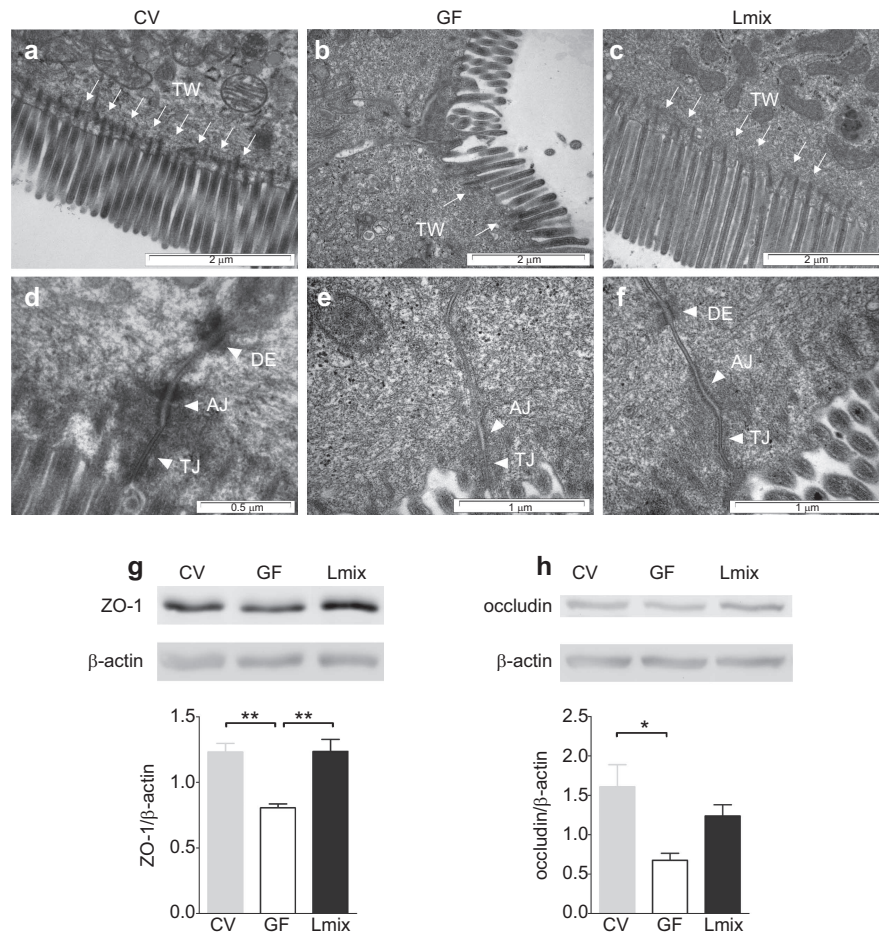 CV GF Lmix
a b c
TW TW TW
2 μm 2 μm 2 μm
d e f
DE DE
AJ AJ AJ
TJ TJ TJ
0.5 μm 1 μm 1 μm
g
CV GF Lmix
ZO-1
β-actin
1.5
1.0
0.5
0.0
ZO-1/β-actin
** **
CV GF Lmix
h
CV GF Lmix
occludin
β-actin
2.5
2.0
1.5
1.0
0.5
0.0
occludin/β-actin
*
CV GF Lmix